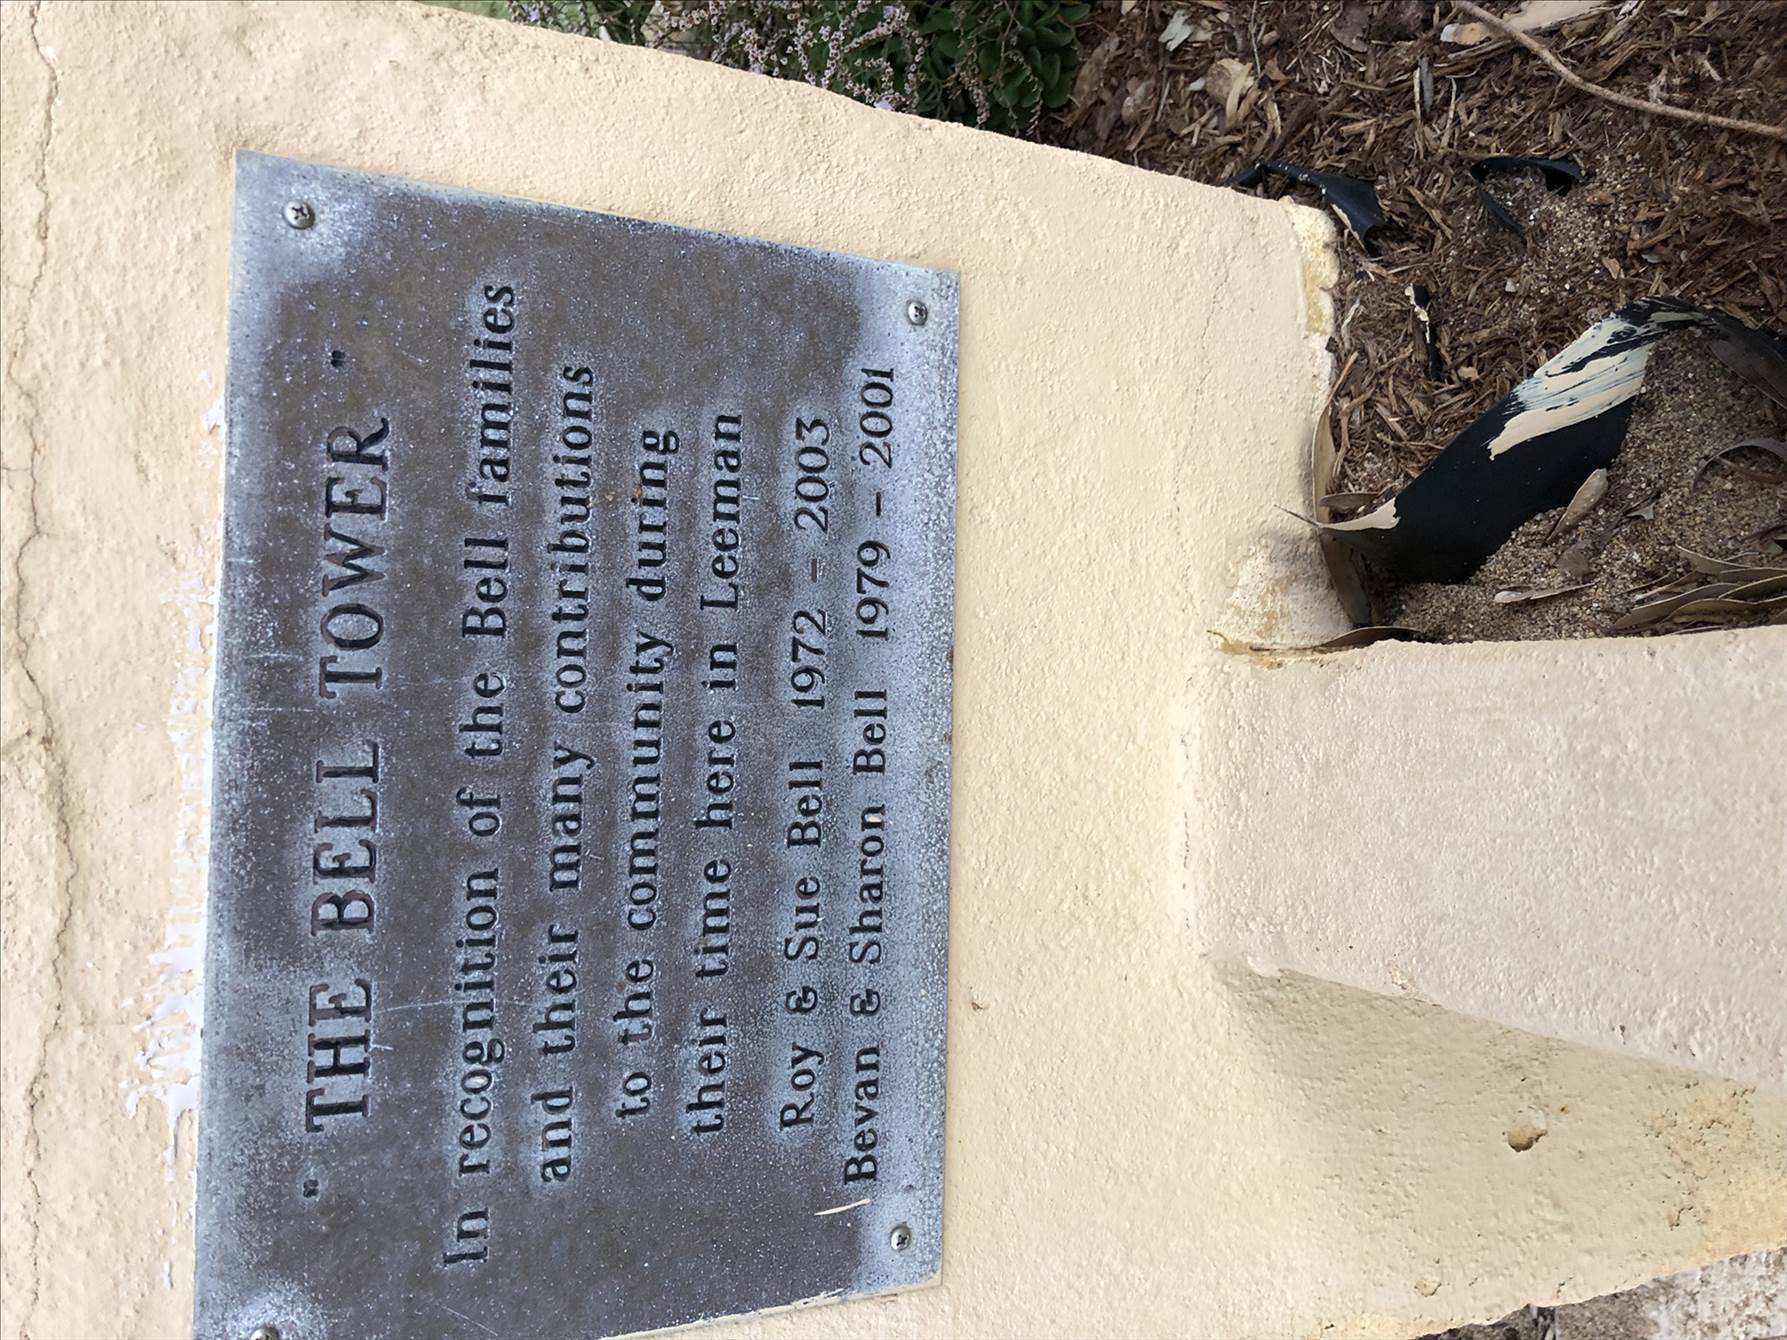 " THE BELL TOWER "
In recognition of the Bell families
and their many contributions
to the community during
their time here in Leeman
Roy & Sue Bell 1972 - 2003
Bevan & Sharon Bell 1979 - 2001